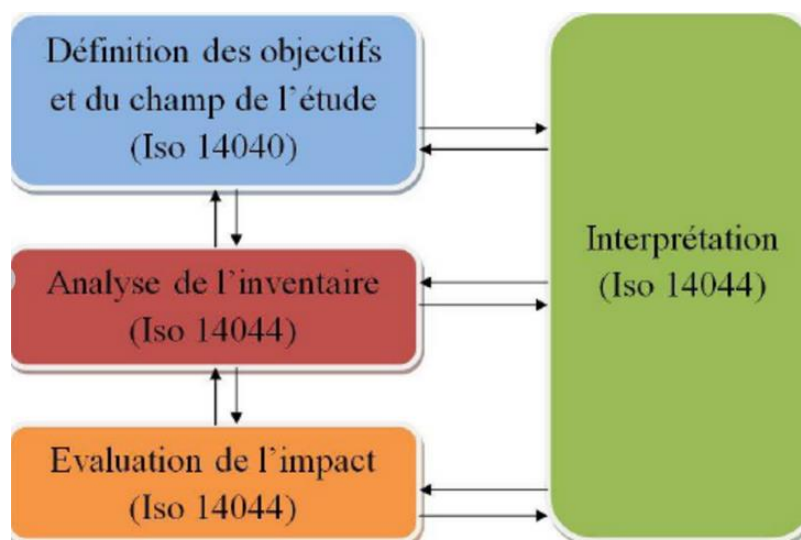 Définition des objectifs
et du champ de l’étude
(Iso 14040)
Analyse de l’inventaire
(Iso 14044)
Evaluation de l’impact
(Iso 14044)
Interprétation
(Iso 14044)